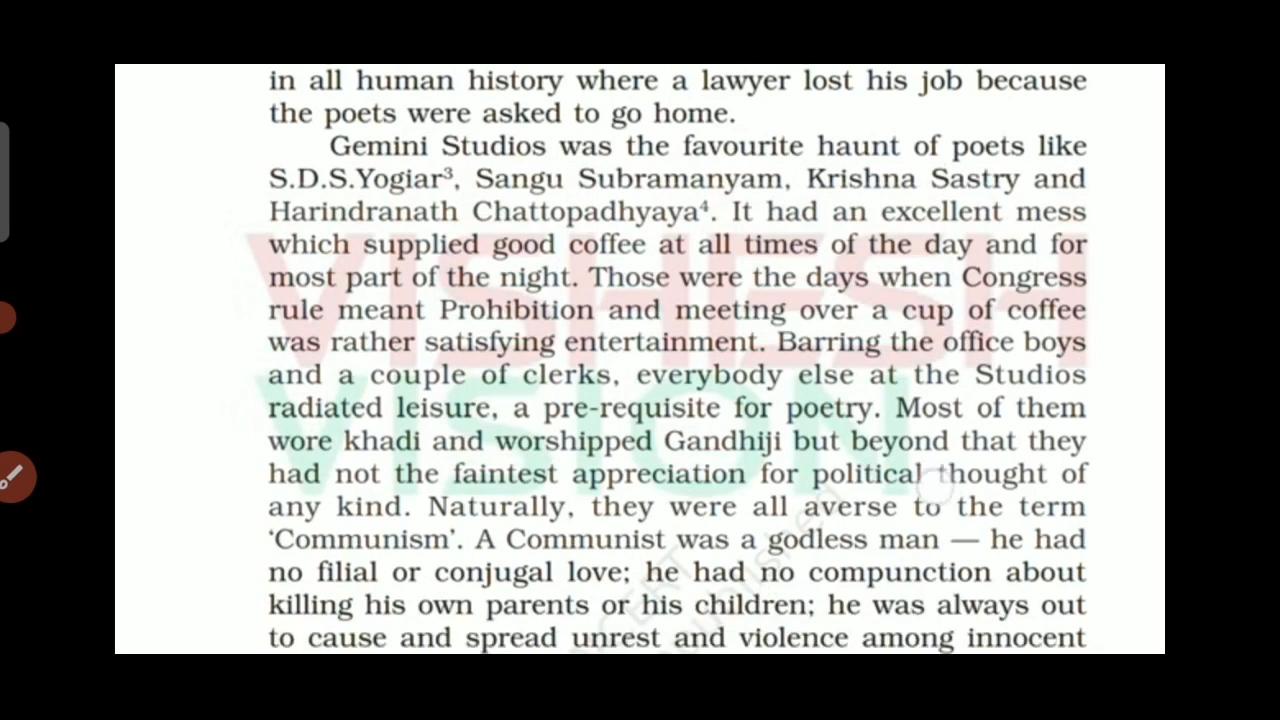 in all human history where a lawyer lost his job because
the poets were asked to go home.
Gemini Studios was the favourite haunt of poets like
S.D.S.Yogiar³, Sangu Subramanyam, Krishna Sastry and
Harindranath Chattopadhyaya⁴. It had an excellent mess
which supplied good coffee at all times of the day and for
most part of the night. Those were the days when Congress
rule meant Prohibition and meeting over a cup of coffee
was rather satisfying entertainment. Barring the office boys
and a couple of clerks, everybody else at the Studios
radiated leisure, a pre-requisite for poetry. Most of them
wore khadi and worshipped Gandhiji but beyond that they
had not the faintest appreciation for political thought of
any kind. Naturally, they were all averse to the term
‘Communism’. A Communist was a godless man — he had
no filial or conjugal love; he had no compunction about
killing his own parents or his children; he was always out
to cause and spread unrest and violence among innocent
VISHESH
VISION